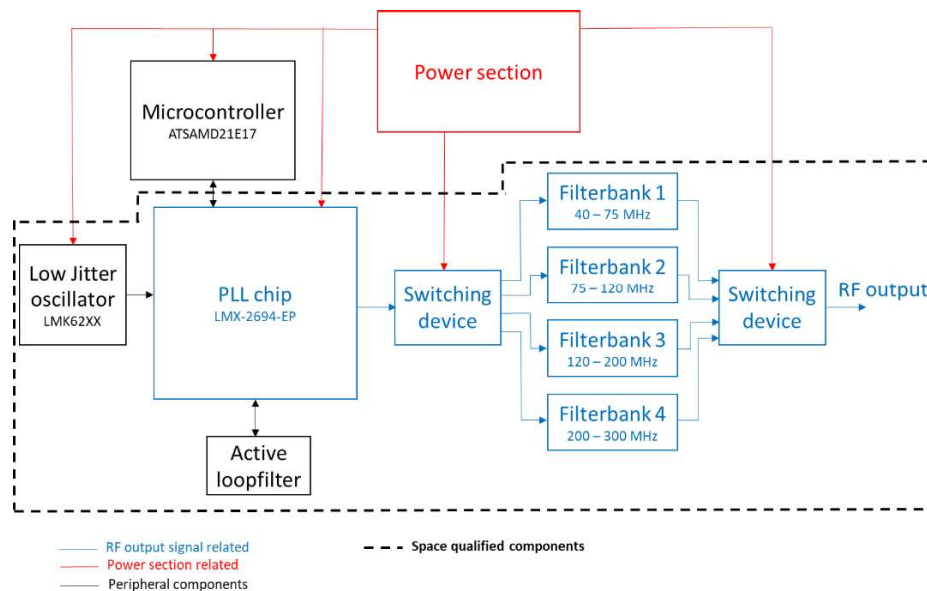 Power section
Microcontroller
ATSAMD21E17
Low Jitter
oscillator
LMK62XX
PLL chip
LMX-2694-EP
Active
loopfilter
Switching
device
Filterbank 1
40 – 75 MHz
Filterbank 2
75 – 120 MHz
Filterbank 3
120 – 200 MHz
Filterbank 4
200 – 300 MHz
Switching
device
RF output
RF output signal related
Power section related
Peripheral components
Space qualified components